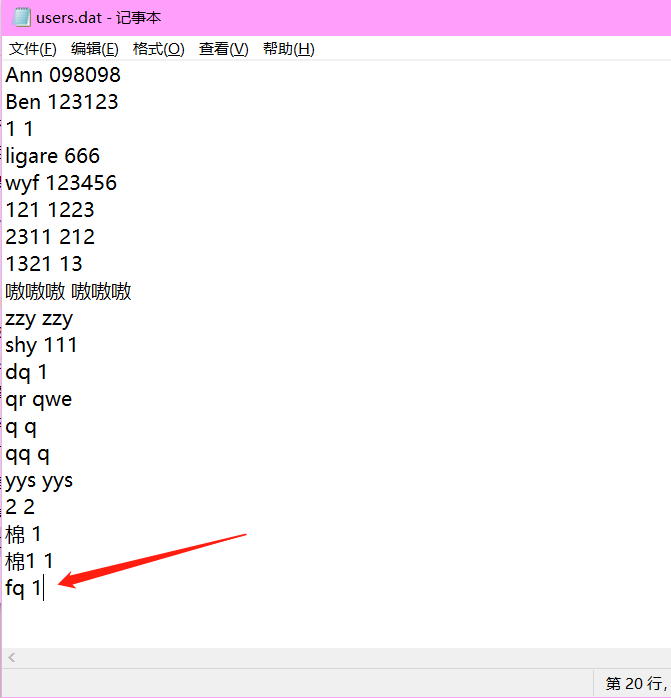 users.dat - 记事本
文件(F) 编辑(E) 格式(O) 查看(V) 帮助(H)
Ann 098098
Ben 123123
1 1
ligare 666
wyf 123456
121 1223
2311 212
1321 13
嗷嗷嗷 嗷嗷嗷
zzy zzy
shy 111
dq 1
qr qwe
q q
qq q
yys yys
2 2
棉 1
棉1 1
fq 1
第 20 行,